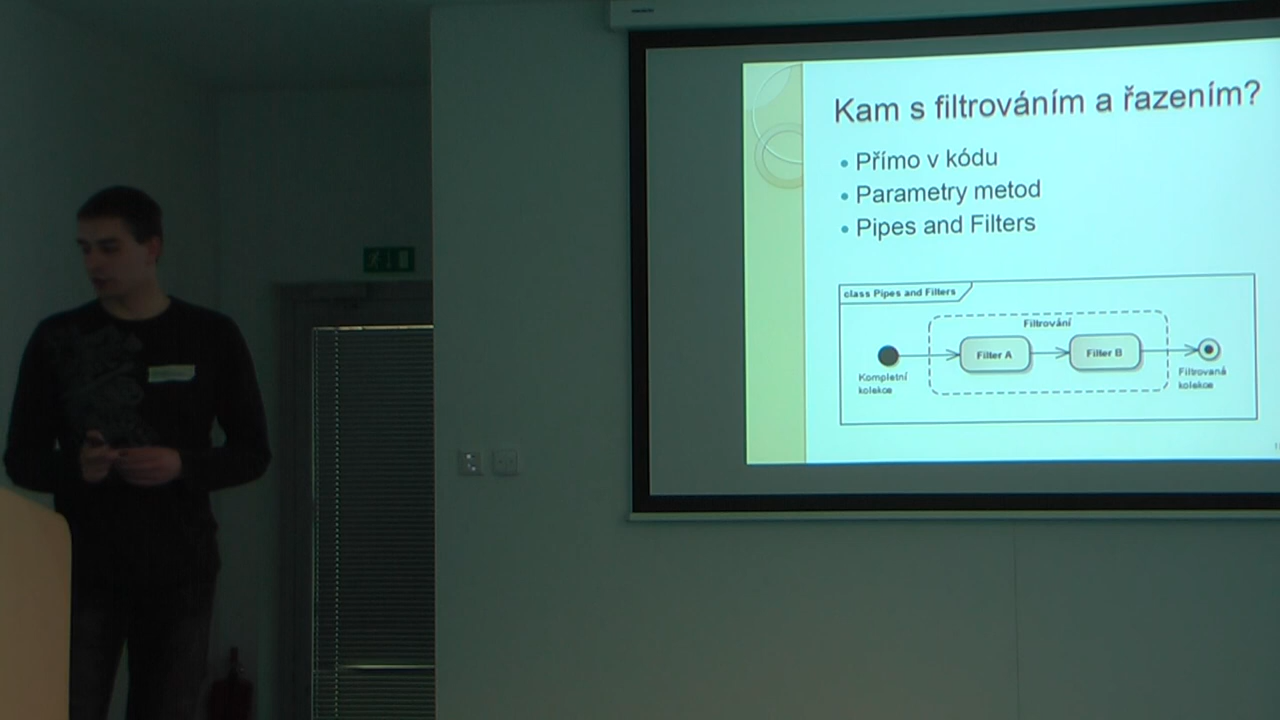 Kam s filtrováním a řazením?
• Přímo v kódu
• Parametry metod
• Pipes and Filters
class Pipes and Filters
Filtrování
Filter A
Filter B
Kompletní
kolekce
Filtrovaná
kolekce